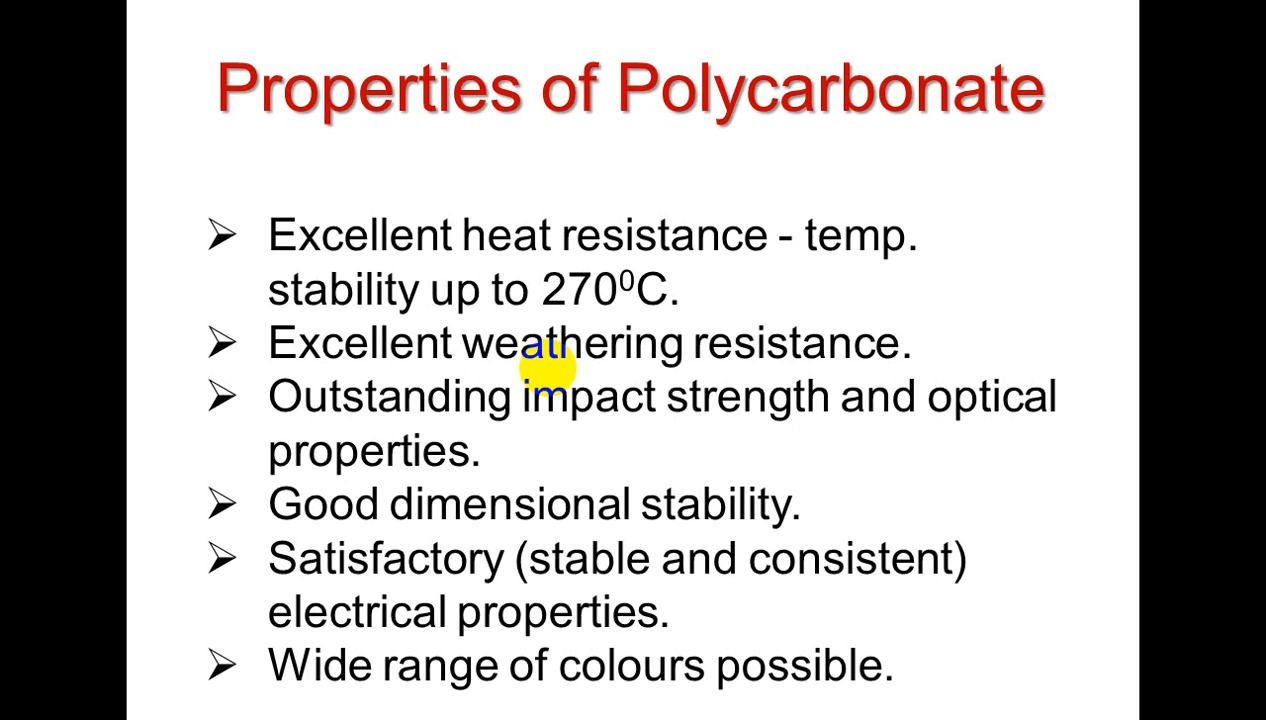 Properties of Polycarbonate
➢ Excellent heat resistance - temp.
stability up to 270⁰C.
➢ Excellent weathering resistance.
➢ Outstanding impact strength and optical
properties.
➢ Good dimensional stability.
➢ Satisfactory (stable and consistent)
electrical properties.
➢ Wide range of colours possible.